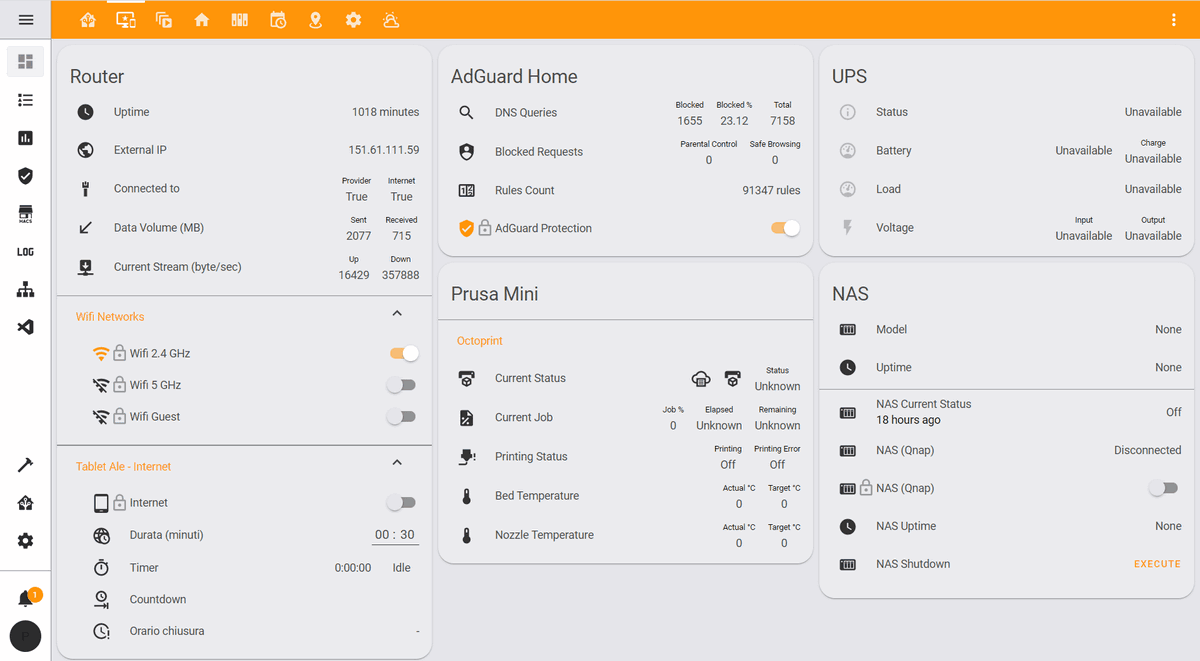 HACS
LOG
1
P
Router
Uptime 1018 minutes
External IP 151.61.111.59
Provider Internet
Connected to True True
Sent Received
Data Volume (MB) 2077 715
Up Down
Current Stream (byte/sec) 16429 357888
Wifi Networks
Wifi 2.4 GHz
Wifi 5 GHz
Wifi Guest
Tablet Ale - Internet
Internet
Durata (minuti) 00 : 30
Timer 0:00:00 Idle
Countdown
Orario chiusura -
AdGuard Home
Blocked Blocked % Total
DNS Queries 1655 23.12 7158
Parental Control Safe Browsing
Blocked Requests 0 0
Rules Count 91347 rules
AdGuard Protection
Prusa Mini
Octoprint
Status
Current Status Unknown
Job % Elapsed Remaining
Current Job 0 Unknown Unknown
Printing Printing Error
Printing Status Off Off
Actual °C Target °C
Bed Temperature 0 0
Actual °C Target °C
Nozzle Temperature 0 0
UPS
Status Unavailable
Charge
Battery Unavailable Unavailable
Load Unavailable
Input Output
Voltage Unavailable Unavailable
NAS
Model None
Uptime None
NAS Current Status Off
18 hours ago
NAS (Qnap) Disconnected
NAS (Qnap)
NAS Uptime None
NAS Shutdown EXECUTE